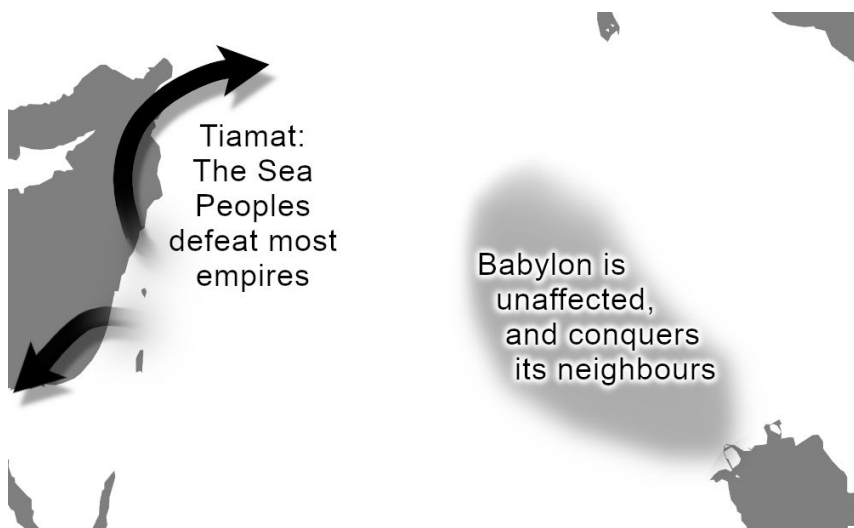 Tiamat:
The Sea
Peoples
defeat most
empires
Babylon is
unaffected,
and conquers
its neighbours